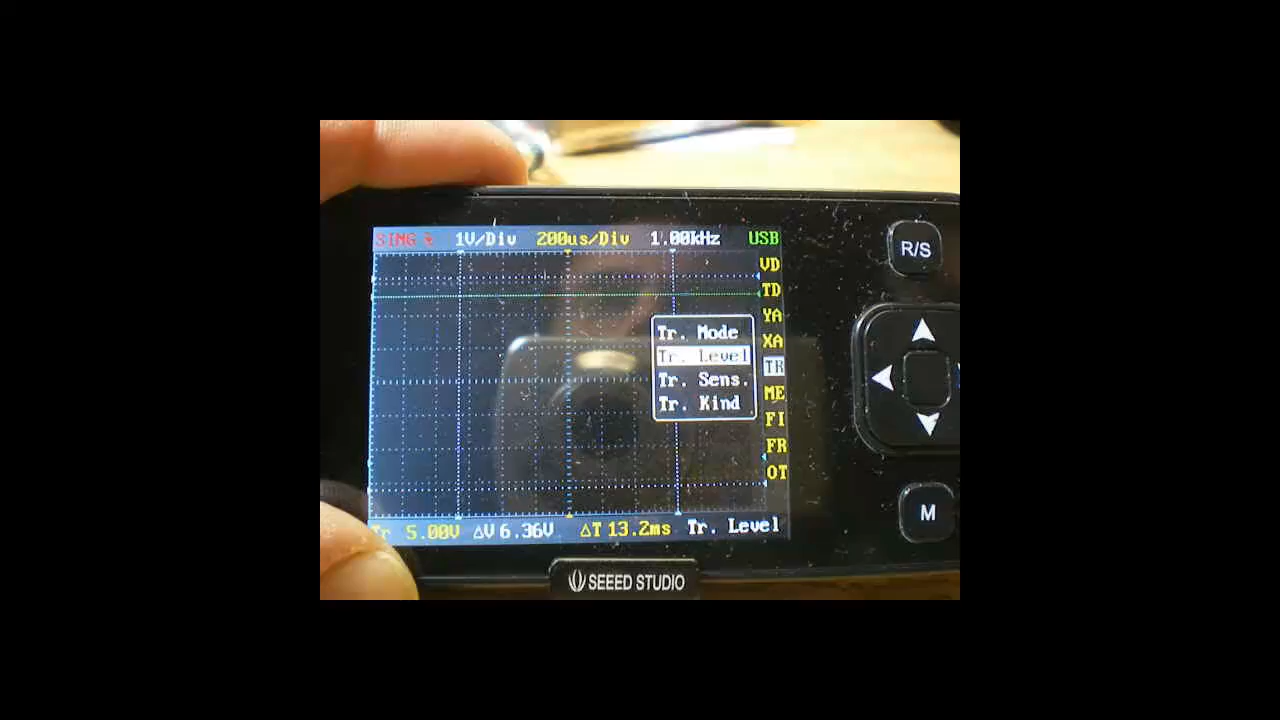 SING 1V/Div 200us/Div 1.00kHz USB
VD
TD
YA
XA
TR
ME
FI
FR
OT
Tr. Mode
Tr. Level
Tr. Sens.
Tr. Kind
Tr 5.00V ΔV 6.36V ΔT 13.2ms Tr. Level
R/S
M
SEEED STUDIO